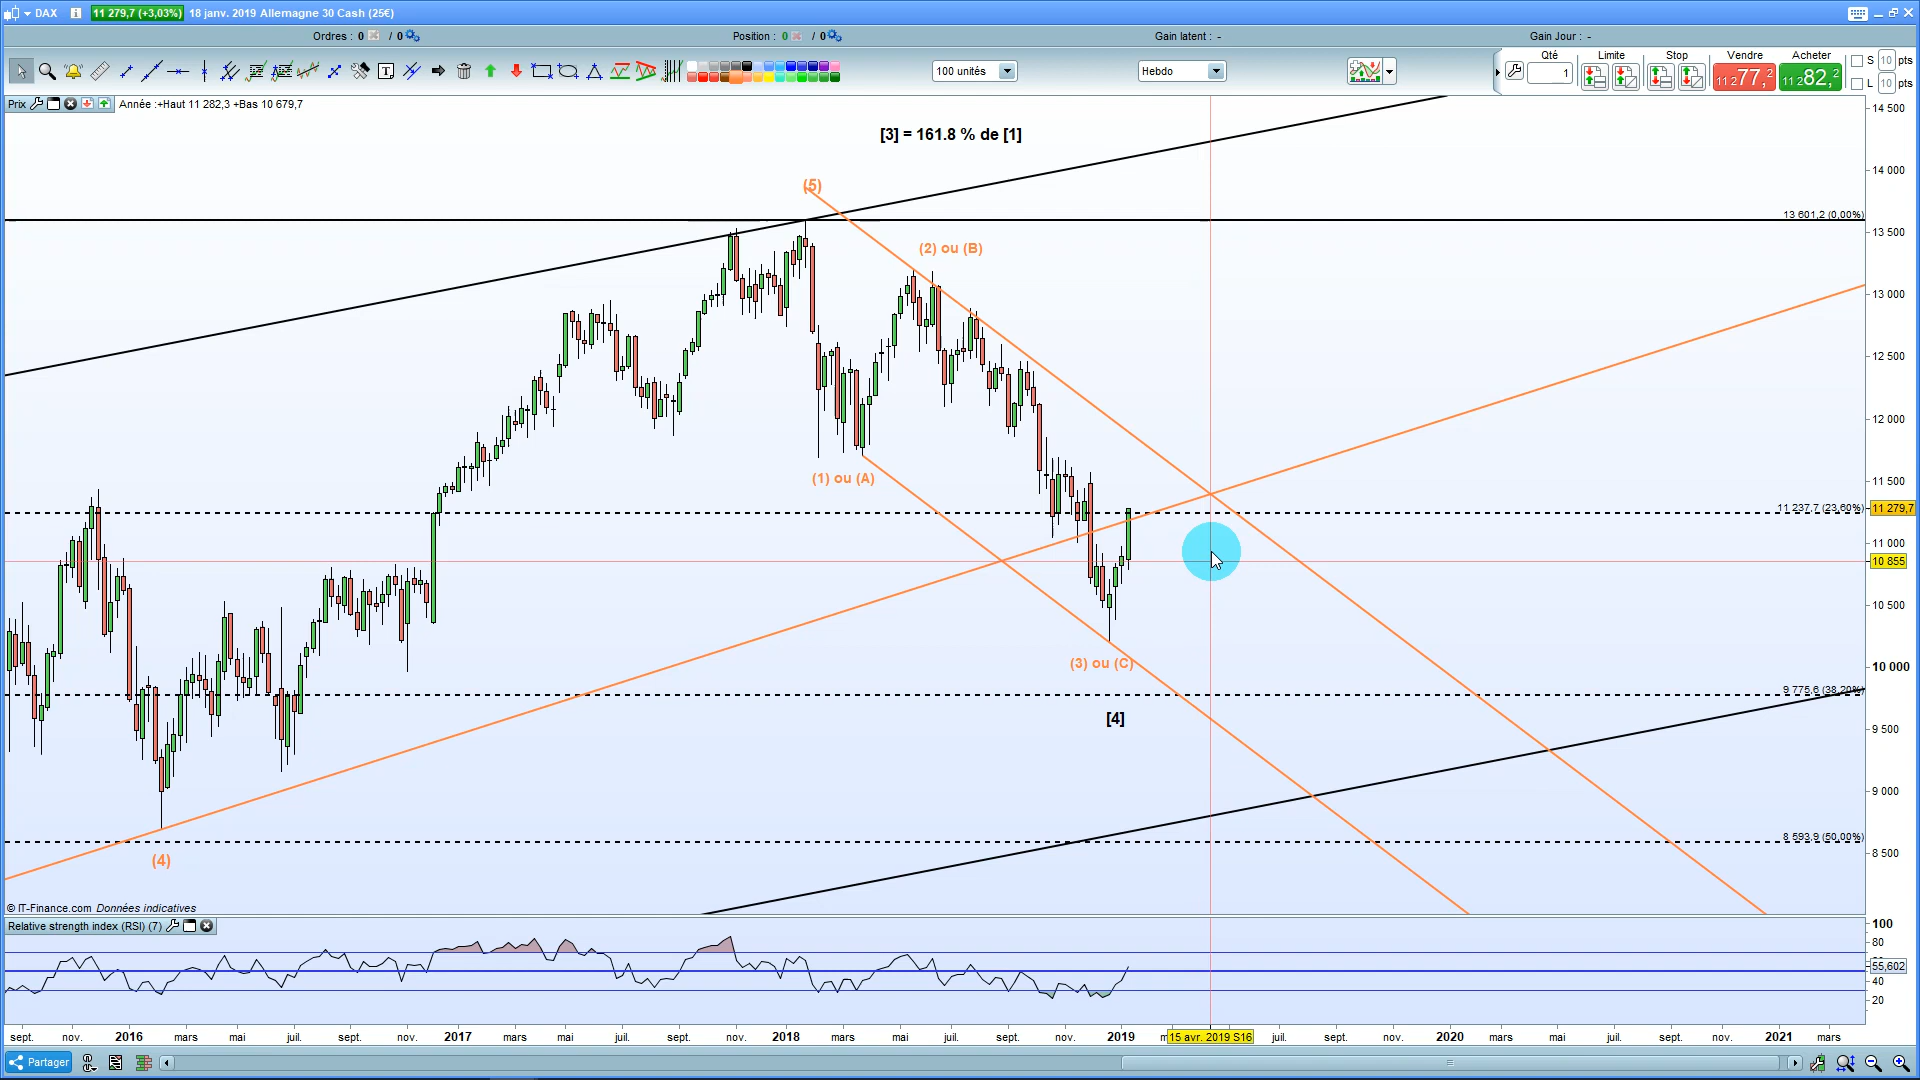 DAX 11 279,7 (+3,03%) 18 janv. 2019 Allemagne 30 Cash (25€)
Ordres : 0 / 0 Position : 0 / 0 Gain latent : - Gain Jour : -
100 unités Hebdo
Qté Limite Stop Vendre Acheter
1 11 277,2 11 282,2
S 10 pts
L 10 pts
Prix Année :+Haut 11 282,3 +Bas 10 679,7
[3] = 161.8 % de [1]
(5)
(2) ou (B)
(1) ou (A)
(3) ou (C)
[4]
(4)
13 601,2 (0,00%)
11 237,7 (23,60%)
9 775,6 (38,20%)
8 593,9 (50,00%)
14 500
14 000
13 500
13 000
12 500
12 000
11 500
11 279,7
11 000
10 855
10 500
10 000
9 500
9 000
8 500
© IT-Finance.com Données indicatives
Relative strength index (RSI) (7)
100
80
55,602
40
20
sept. nov. 2016 mars mai juil. sept. nov. 2017 mars mai juil. sept. nov. 2018 mars mai juil. sept. nov. 2019 15 avr. 2019 S16 juil. sept. nov. 2020 mars mai juil. sept. nov. 2021 mars
Partager